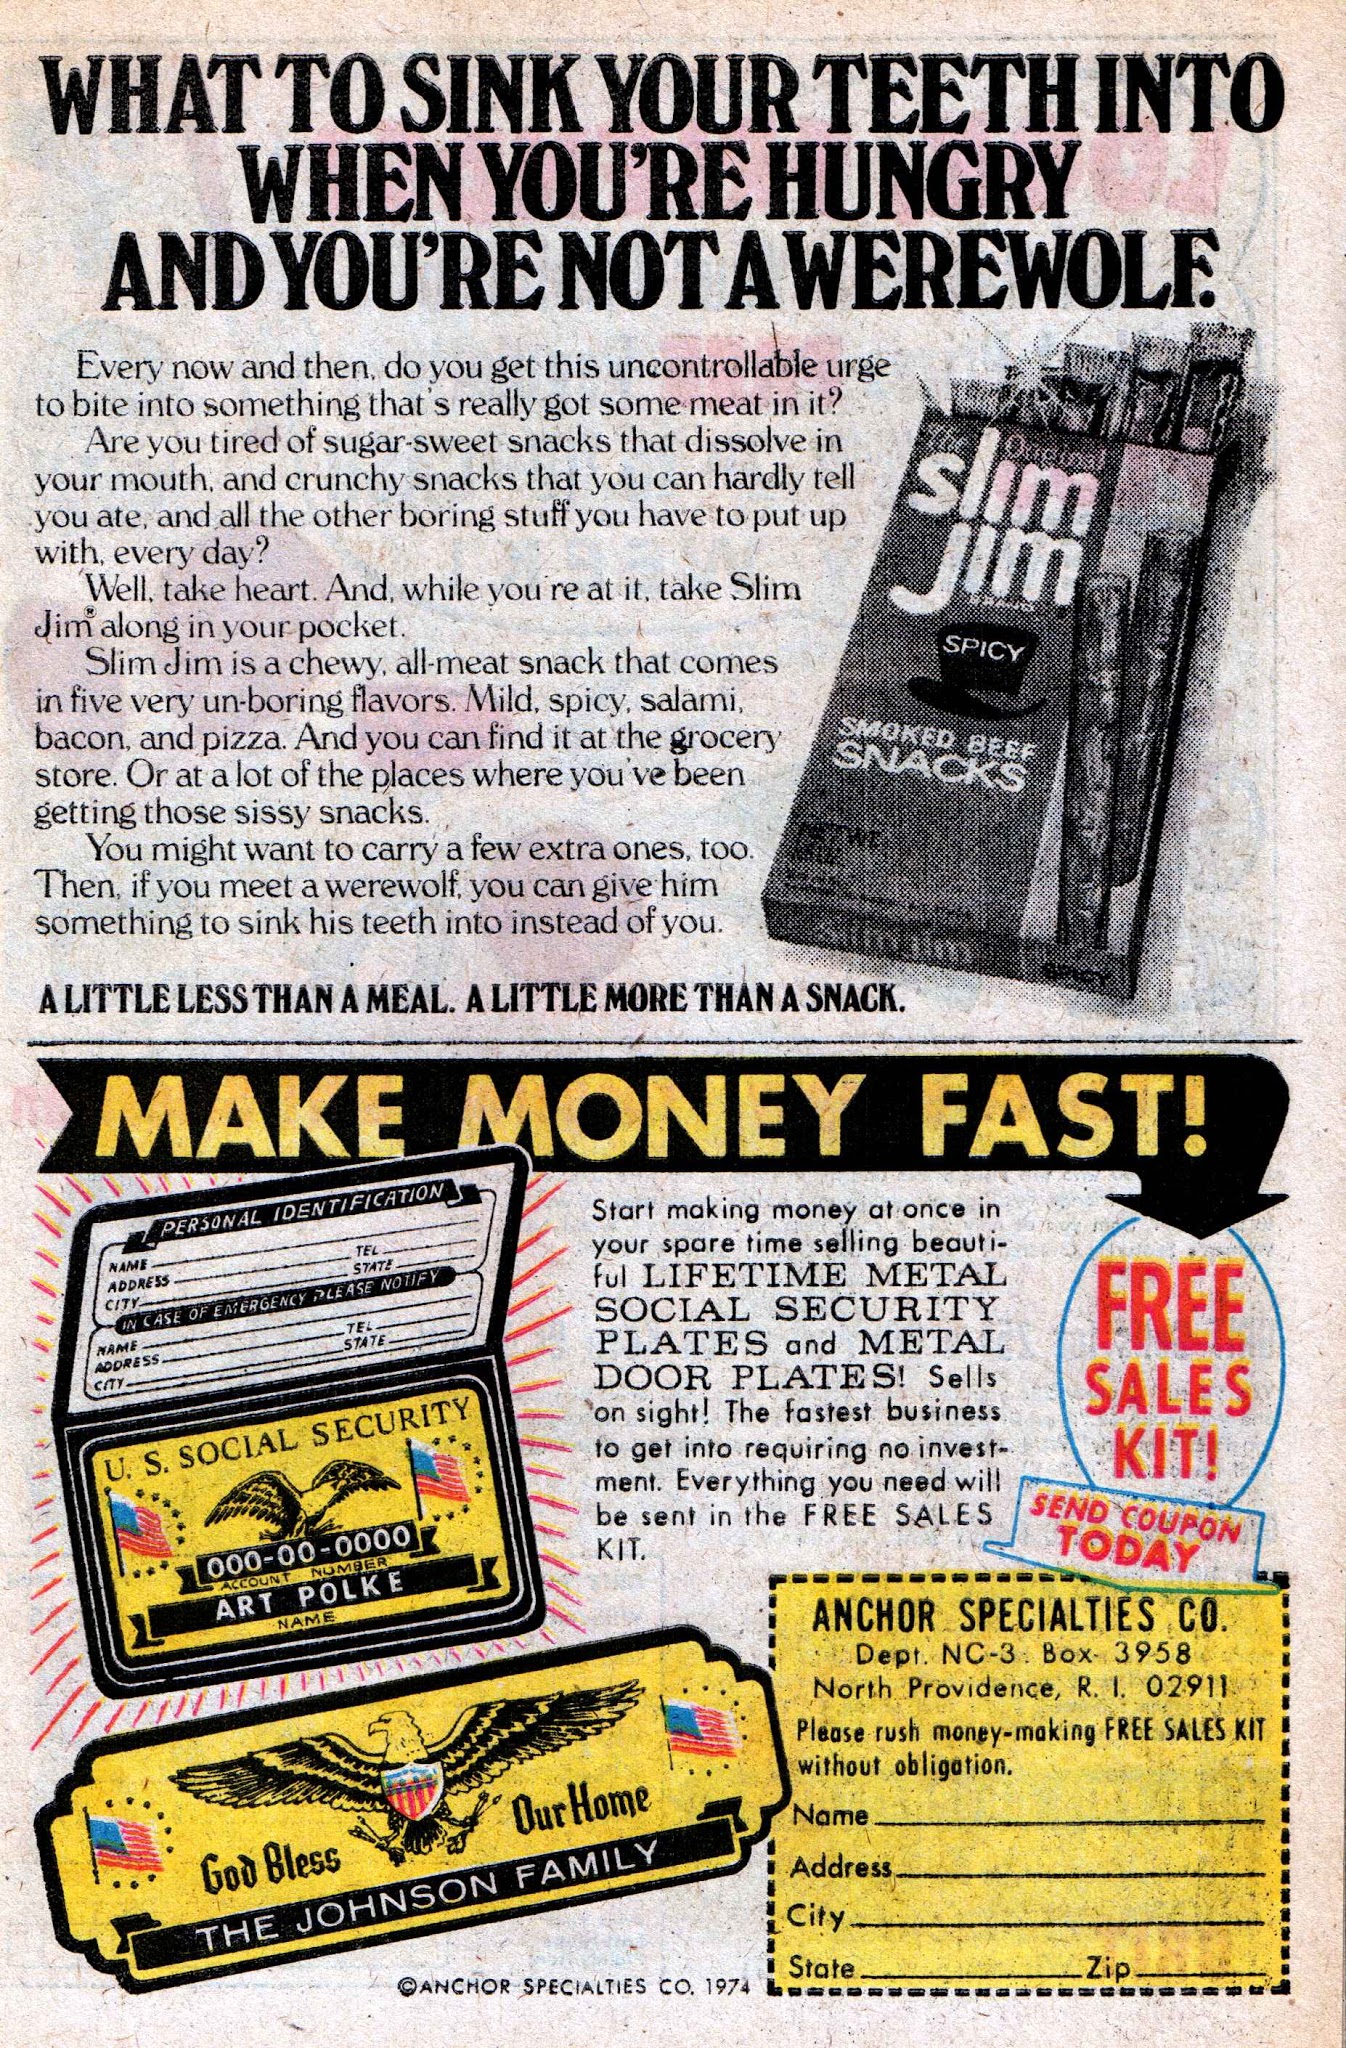 WHAT TO SINK YOUR TEETH INTO
WHEN YOU'RE HUNGRY
AND YOU'RE NOT A WEREWOLF.
Every now and then, do you get this uncontrollable urge
to bite into something that's really got some meat in it?
Are you tired of sugar-sweet snacks that dissolve in
your mouth, and crunchy snacks that you can hardly tell
you ate, and all the other boring stuff you have to put up
with, every day?
Well, take heart. And, while you're at it, take Slim
Jim® along in your pocket.
Slim Jim is a chewy, all-meat snack that comes
in five very un-boring flavors. Mild, spicy, salami,
bacon, and pizza. And you can find it at the grocery
store. Or at a lot of the places where you've been
getting those sissy snacks.
You might want to carry a few extra ones, too.
Then, if you meet a werewolf, you can give him
something to sink his teeth into instead of you.
A LITTLE LESS THAN A MEAL. A LITTLE MORE THAN A SNACK.
slim
jim
SPICY
SMOKED BEEF
SNACKS
NET WT
Slim Jim
SPICY
MAKE MONEY FAST!
PERSONAL IDENTIFICATION
NAME TEL
ADDRESS STATE
CITY
IN CASE OF EMERGENCY PLEASE NOTIFY
NAME TEL
ADDRESS STATE
CITY
U. S. SOCIAL SECURITY
000-00-0000
ACCOUNT NUMBER
ART POLKE
NAME
Start making money at once in
your spare time selling beauti-
ful LIFETIME METAL
SOCIAL SECURITY
PLATES and METAL
DOOR PLATES! Sells
on sight! The fastest business
to get into requiring no invest-
ment. Everything you need will
be sent in the FREE SALES
KIT.
FREE
SALES
KIT!
SEND COUPON
TODAY
God Bless Our Home
THE JOHNSON FAMILY
©ANCHOR SPECIALTIES CO. 1974
ANCHOR SPECIALTIES CO.
Dept. NC-3 Box 3958
North Providence, R. I. 02911
Please rush money-making FREE SALES KIT
without obligation.
Name
Address
City
State Zip